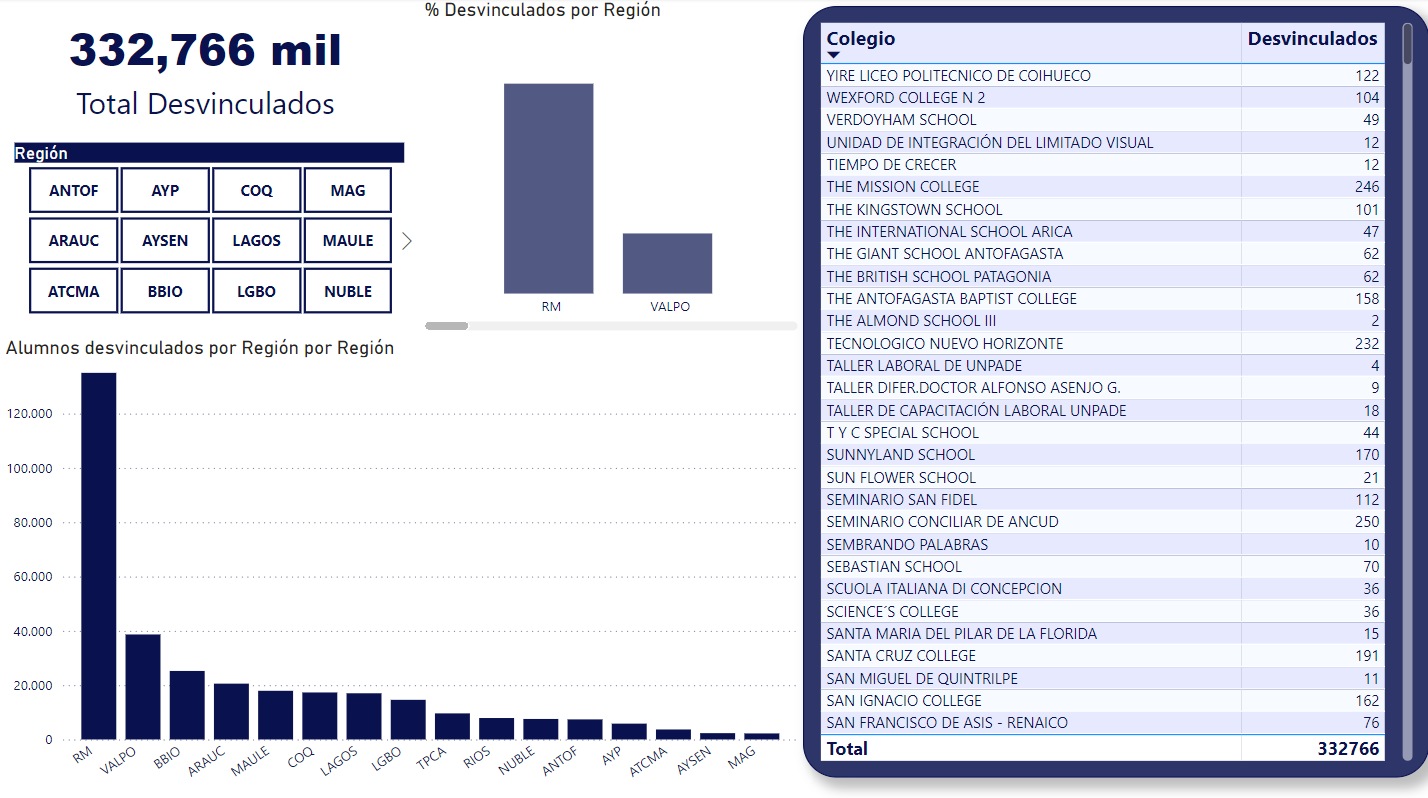 332,766 mil
Total Desvinculados
Región
ANTOF AYP COQ MAG
ARAUC AYSEN LAGOS MAULE
ATCMA BBIO LGBO NUBLE
% Desvinculados por Región
RM VALPO
Alumnos desvinculados por Región por Región
120.000
100.000
80.000
60.000
40.000
20.000
0
RM VALPO BBIO ARAUC MAULE COQ LAGOS LGBO TPCA RIOS NUBLE ANTOF AYP ATCMA AYSEN MAG
Colegio Desvinculados
YIRE LICEO POLITECNICO DE COIHUECO 122
WEXFORD COLLEGE N 2 104
VERDOYHAM SCHOOL 49
UNIDAD DE INTEGRACIÓN DEL LIMITADO VISUAL 12
TIEMPO DE CRECER 12
THE MISSION COLLEGE 246
THE KINGSTOWN SCHOOL 101
THE INTERNATIONAL SCHOOL ARICA 47
THE GIANT SCHOOL ANTOFAGASTA 62
THE BRITISH SCHOOL PATAGONIA 62
THE ANTOFAGASTA BAPTIST COLLEGE 158
THE ALMOND SCHOOL III 2
TECNOLOGICO NUEVO HORIZONTE 232
TALLER LABORAL DE UNPADE 4
TALLER DIFER.DOCTOR ALFONSO ASENJO G. 9
TALLER DE CAPACITACIÓN LABORAL UNPADE 18
T Y C SPECIAL SCHOOL 44
SUNNYLAND SCHOOL 170
SUN FLOWER SCHOOL 21
SEMINARIO SAN FIDEL 112
SEMINARIO CONCILIAR DE ANCUD 250
SEMBRANDO PALABRAS 10
SEBASTIAN SCHOOL 70
SCUOLA ITALIANA DI CONCEPCION 36
SCIENCE´S COLLEGE 36
SANTA MARIA DEL PILAR DE LA FLORIDA 15
SANTA CRUZ COLLEGE 191
SAN MIGUEL DE QUINTRILPE 11
SAN IGNACIO COLLEGE 162
SAN FRANCISCO DE ASIS - RENAICO 76
Total 332766